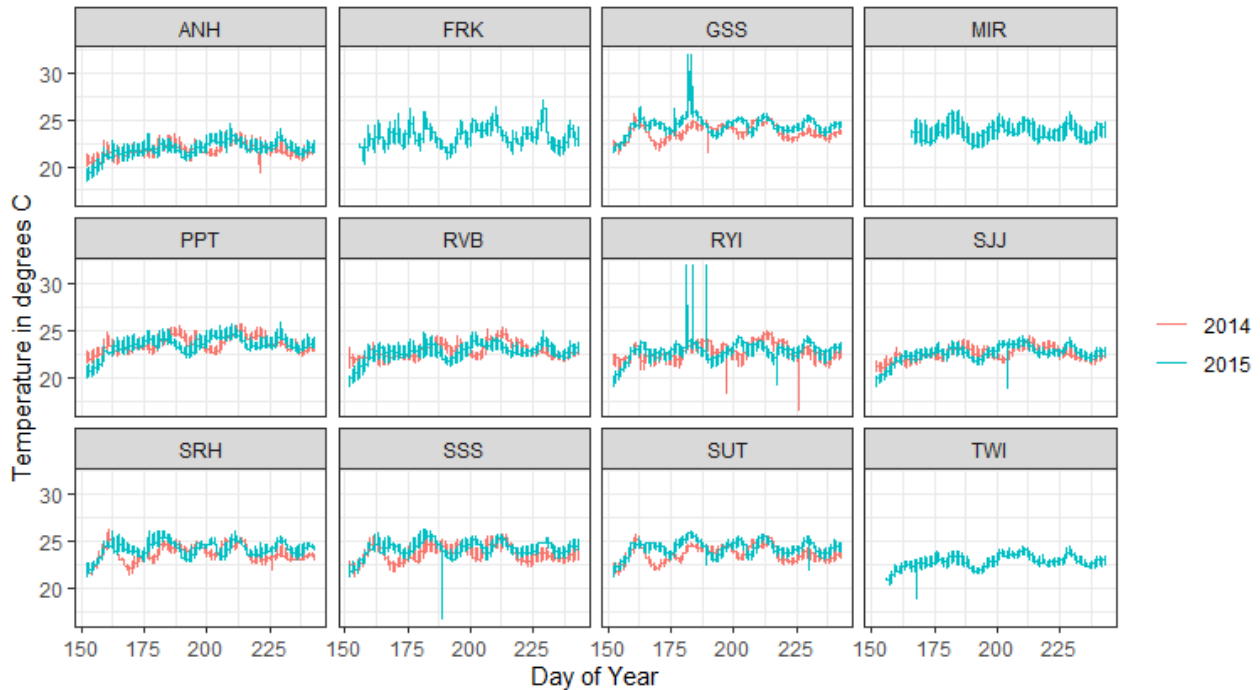 ANH FRK GSS MIR
30
25
20
PPT RVB RYI SJJ
30
25
20
SRH SSS SUT TWI
30
25
20
150 175 200 225 150 175 200 225 150 175 200 225 150 175 200 225
Day of Year
Temperature in degrees C
2014
2015